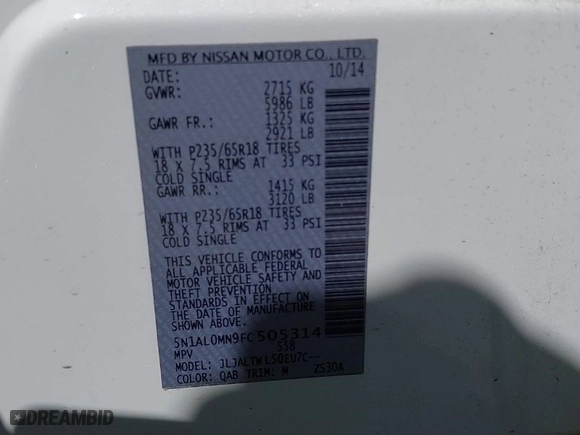 MFD BY NISSAN MOTOR CO., LTD.
DATE: 10/14
GVWR: 2715 KG
5986 LB
GAWR FR.: 1325 KG
2921 LB
WITH P235/65R18 TIRES
18 X 7.5 RIMS AT 33 PSI
COLD SINGLE
GAWR RR.: 1415 KG
3120 LB
WITH P235/65R18 TIRES
18 X 7.5 RIMS AT 33 PSI
COLD SINGLE
THIS VEHICLE CONFORMS TO
ALL APPLICABLE FEDERAL
MOTOR VEHICLE SAFETY AND
THEFT PREVENTION
STANDARDS IN EFFECT ON
THE DATE OF MFR. SHOWN
ABOVE.
5N1AL0MN9FC505314
MPV 558
MODEL: JLJALTWL50EU7C--
COLOR: QAB TRIM: W ZS30A
DREAMBID